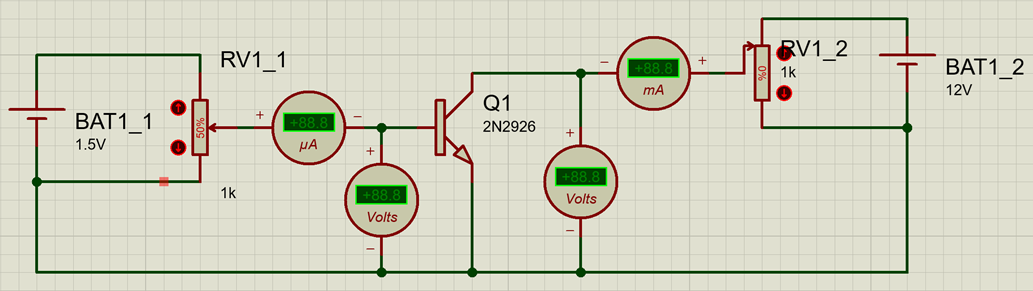 RV1_1
BAT1_1
1.5V
50%
1k
+
+88.8
−
µA
+
+88.8
Volts
−
Q1
2N2926
+
+88.8
Volts
−
−
+88.8
+
mA
RV1_2
0%
1k
BAT1_2
12V